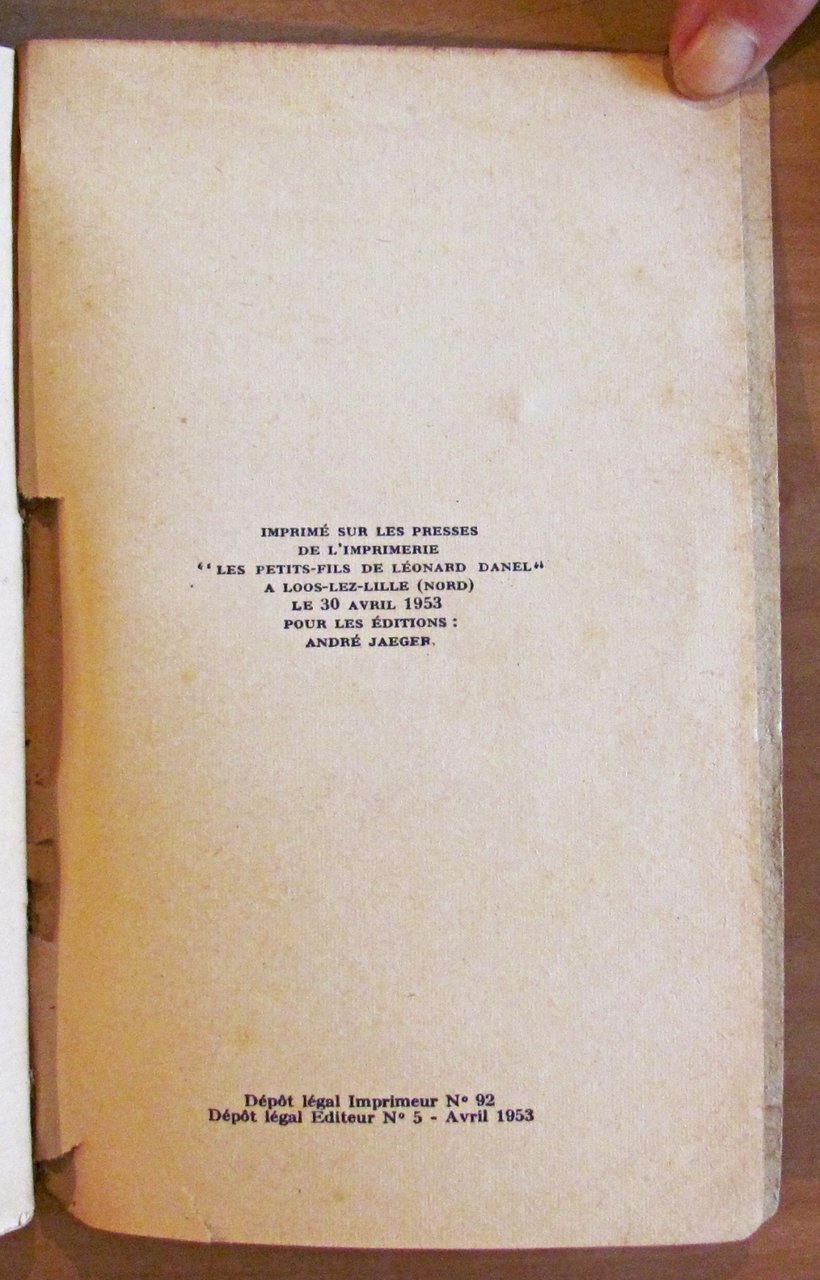 IMPRIMÉ SUR LES PRESSES
DE L'IMPRIMERIE
“LES PETITS-FILS DE LÉONARD DANEL“
A LOOS-LEZ-LILLE (NORD)
LE 30 AVRIL 1953
POUR LES ÉDITIONS :
ANDRÉ JAEGER.
Dépôt légal Imprimeur N° 92
Dépôt légal Editeur N° 5 - Avril 1953